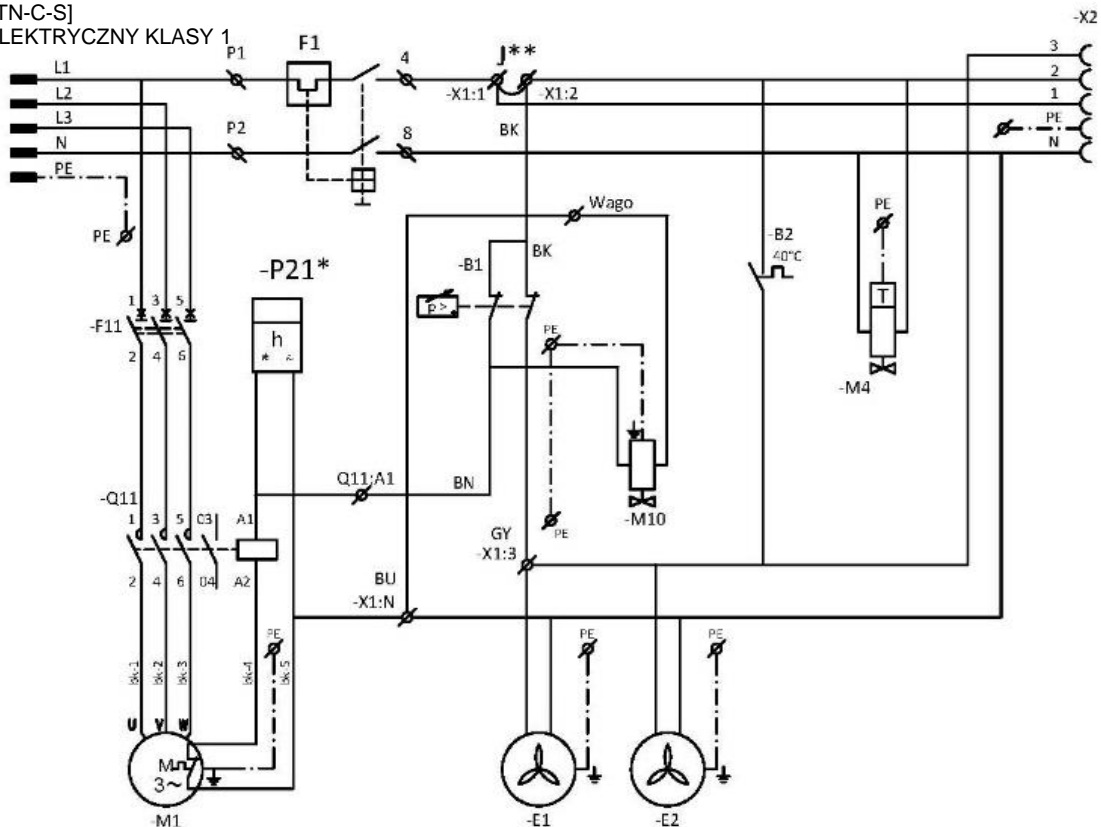 TN-C-S]
LEKTRYCZNY KLASY 1
-X2
L1 P1 F1 4 J** 3
-X1:1 -X1:2 2
L2 1
L3 P2 8 BK PE
N N
PE
PE
Wago
PE
-P21*
-B1 BK -B2
40°C
p>
T
1 3 5
-F11
2 4 6
h
* ~
PE
-M4
Q11:A1 BN
-M10
-Q11
1 3 5 03 A1
GY PE
-X1:3
2 4 6 04 A2
BU
-X1:N
PE PE PE
bk-1 bk-2 bk-3 bk-4 bk-5
U V W
M
3~
-M1 -E1 -E2